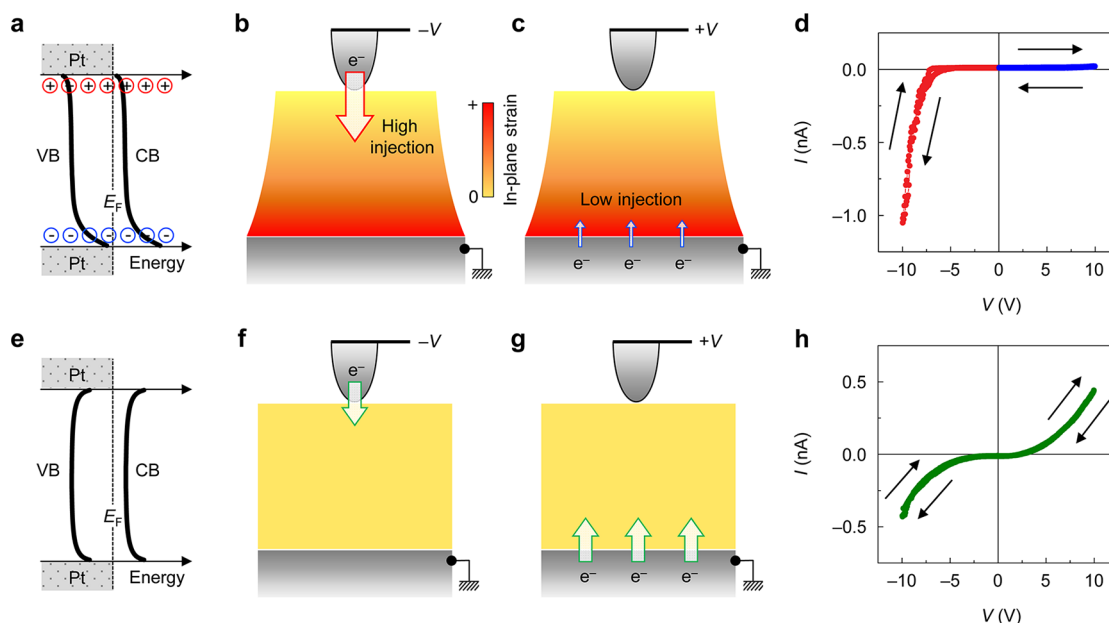 a
Pt
+ + + + + + +
VB
CB
E_F
− − − − − − −
Pt
Energy
b
−V
e⁻
High
injection
+
0
In-plane strain
c
+V
Low injection
e⁻ e⁻ e⁻
d
I (nA)
0.0
−0.5
−1.0
−10 −5 0 5 10
V (V)
e
Pt
VB
CB
E_F
Pt
Energy
f
−V
e⁻
g
+V
e⁻ e⁻ e⁻
h
I (nA)
0.5
0.0
−0.5
−10 −5 0 5 10
V (V)